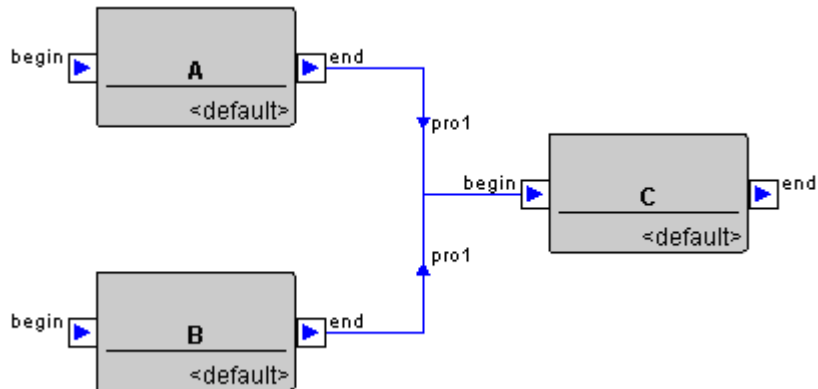 begin
A
end
<default>
pro1
begin
C
end
<default>
pro1
begin
B
end
<default>